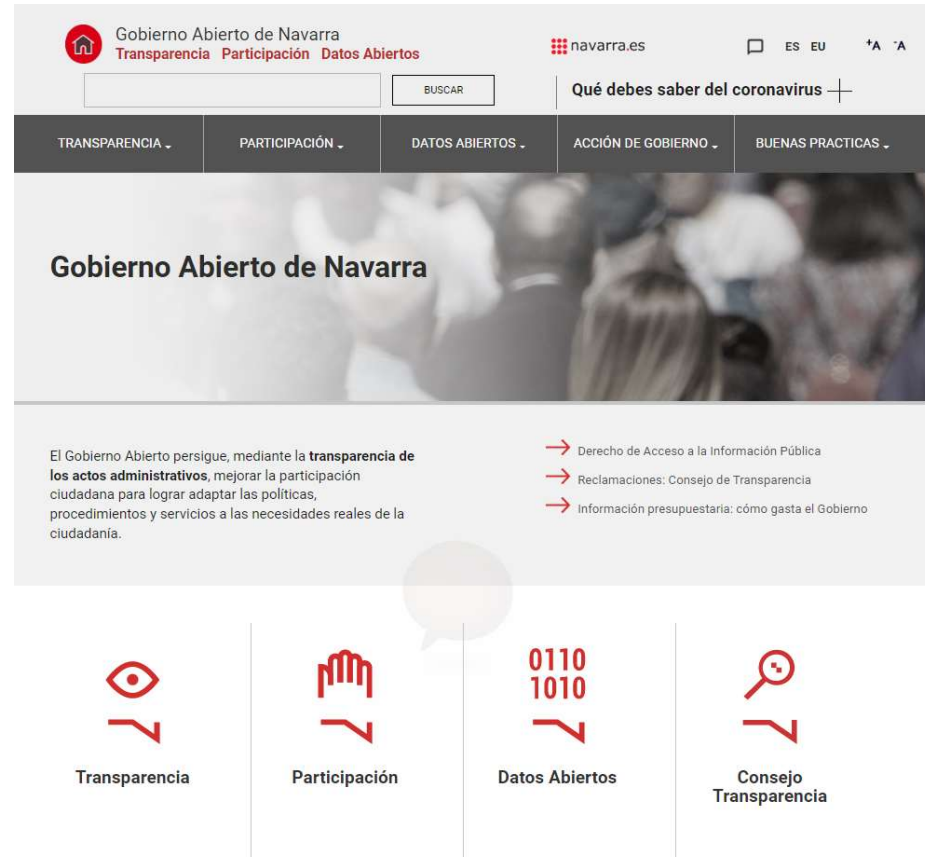 Gobierno Abierto de Navarra
Transparencia Participación Datos Abiertos
navarra.es
ES EU
+A -A
BUSCAR
Qué debes saber del coronavirus
TRANSPARENCIA
PARTICIPACIÓN
DATOS ABIERTOS
ACCIÓN DE GOBIERNO
BUENAS PRACTICAS
Gobierno Abierto de Navarra
El Gobierno Abierto persigue, mediante la transparencia de
los actos administrativos, mejorar la participación
ciudadana para lograr adaptar las políticas,
procedimientos y servicios a las necesidades reales de la
ciudadanía.
Derecho de Acceso a la Información Pública
Reclamaciones: Consejo de Transparencia
Información presupuestaria: cómo gasta el Gobierno
0110
1010
Transparencia
Participación
Datos Abiertos
Consejo
Transparencia